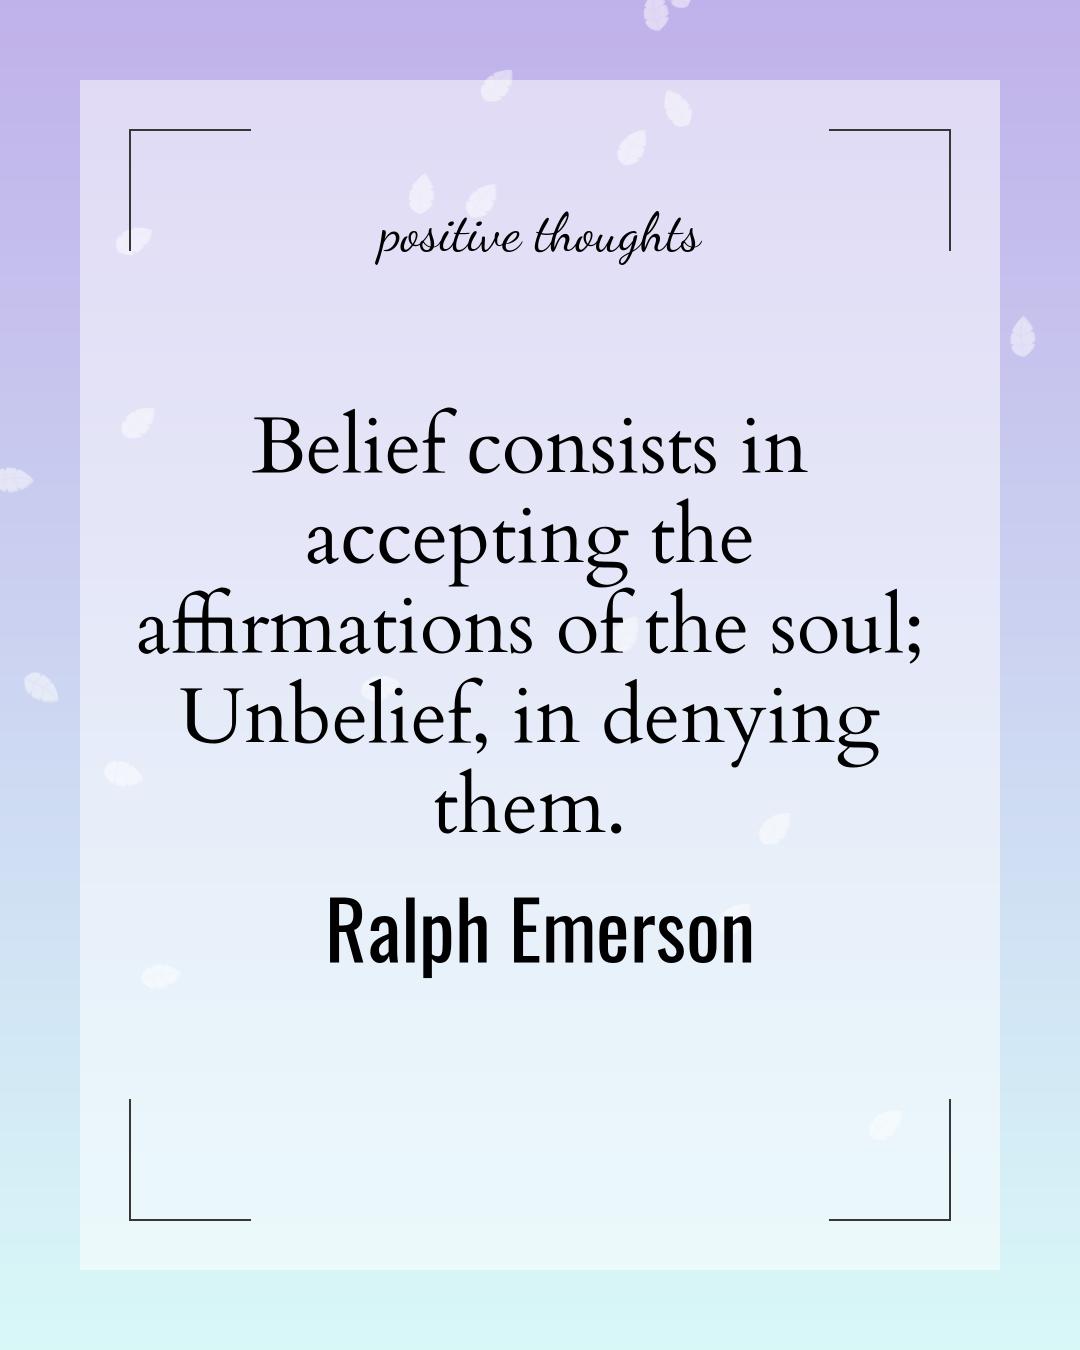 positive thoughts
Belief consists in
accepting the
affirmations of the soul;
Unbelief, in denying
them.
Ralph Emerson